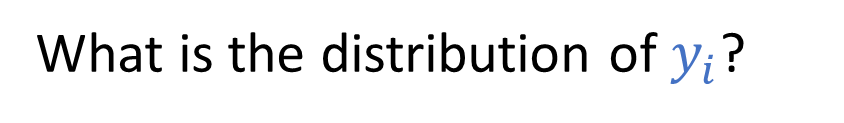 What is the distribution of yᵢ?